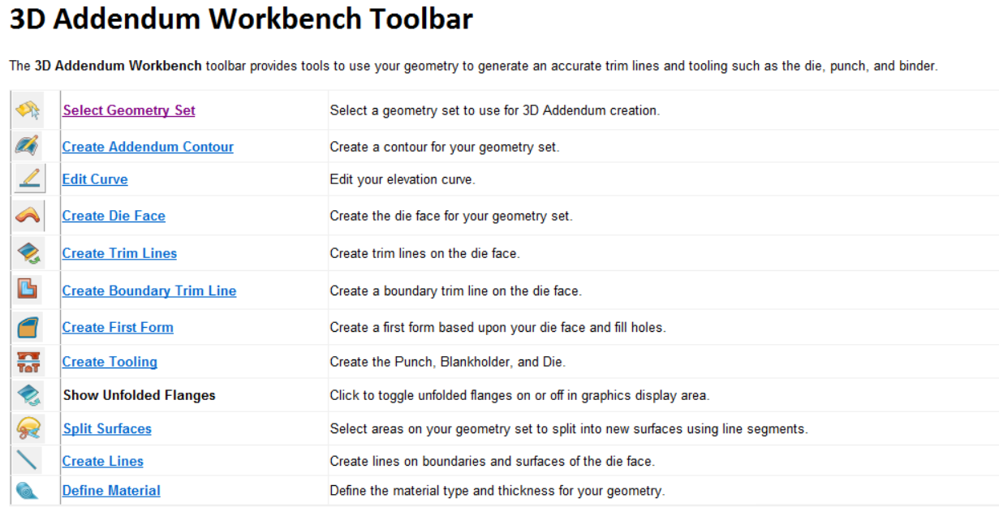 3D Addendum Workbench Toolbar
The 3D Addendum Workbench toolbar provides tools to use your geometry to generate an accurate trim lines and tooling such as the die, punch, and binder.
Select Geometry Set Select a geometry set to use for 3D Addendum creation.
Create Addendum Contour Create a contour for your geometry set.
Edit Curve Edit your elevation curve.
Create Die Face Create the die face for your geometry set.
Create Trim Lines Create trim lines on the die face.
Create Boundary Trim Line Create a boundary trim line on the die face.
Create First Form Create a first form based upon your die face and fill holes.
Create Tooling Create the Punch, Blankholder, and Die.
Show Unfolded Flanges Click to toggle unfolded flanges on or off in graphics display area.
Split Surfaces Select areas on your geometry set to split into new surfaces using line segments.
Create Lines Create lines on boundaries and surfaces of the die face.
Define Material Define the material type and thickness for your geometry.